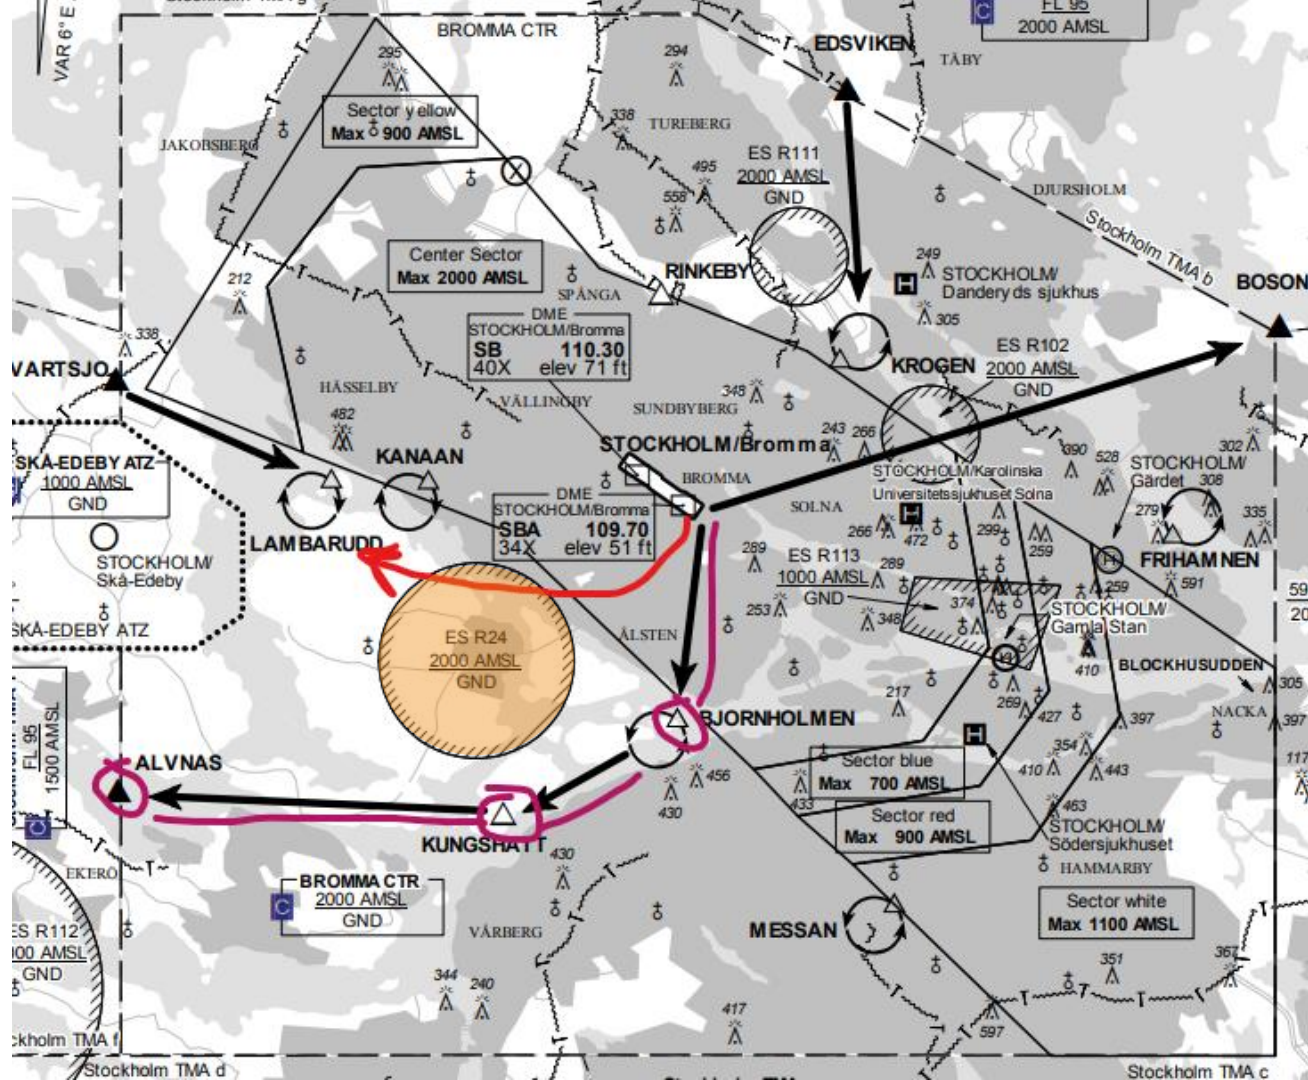 VAR 6° E
BROMMA CTR
FL 95
2000 AMSL
C
EDSVIKEN
TÄBY
295
294
Sector yellow
Max 900 AMSL
JAKOBSBERG
338
TUREBERG
495
558
ES R111
2000 AMSL
GND
DJURSHOLM
Stockholm TMA b
Center Sector
Max 2000 AMSL
212
SPÅNGA
RINKEBY
249
H
STOCKHOLM/
Danderyds sjukhus
305
BOSON
338
VARTSJO
DME
STOCKHOLM/Bromma
SB 110.30
40X elev 71 ft
HÄSSELBY
VÄLLINGBY
SUNDBYBERG
348
KROGEN
ES R102
2000 AMSL
GND
482
KANAAN
STOCKHOLM/Bromma
243
266
390
528
302
SKÅ-EDEBY ATZ
1000 AMSL
GND
BROMMA
SOLNA
STOCKHOLM/Karolinska
Universitetssjukhuset Solna
H
STOCKHOLM/
Gärdet
308
279
335
DME
STOCKHOLM/Bromma
SBA 109.70
34X elev 51 ft
266
472
299
259
LAMBARUDD
STOCKHOLM/
Skå-Edeby
289
ES R113
1000 AMSL
GND
289
H
FRIHAMNEN
259
591
253
348
374
STOCKHOLM/
Gamla Stan
H
410
SKÅ-EDEBY ATZ
ES R24
2000 AMSL
GND
ÅLSTEN
BLOCKHUSUDDEN
305
NACKA
397
FL 95
1500 AMSL
BJORNHOLMEN
217
269
427
397
H
354
410
443
ALVNAS
456
430
Sector blue
Max 700 AMSL
433
463
117
C
KUNGSHATT
Sector red
Max 900 AMSL
STOCKHOLM/
Södersjukhuset
HAMMARBY
EKERÖ
430
BROMMA CTR
2000 AMSL
GND
C
Sector white
Max 1100 AMSL
ES R112
GND
VÅRBERG
MESSAN
344
240
351
367
417
597
Stockholm TMA d
Stockholm TMA c